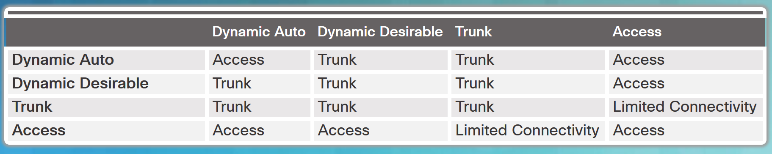 Dynamic Auto Dynamic Desirable Trunk Access
Dynamic Auto Access Trunk Trunk Access
Dynamic Desirable Trunk Trunk Trunk Access
Trunk Trunk Trunk Trunk Limited Connectivity
Access Access Access Limited Connectivity Access